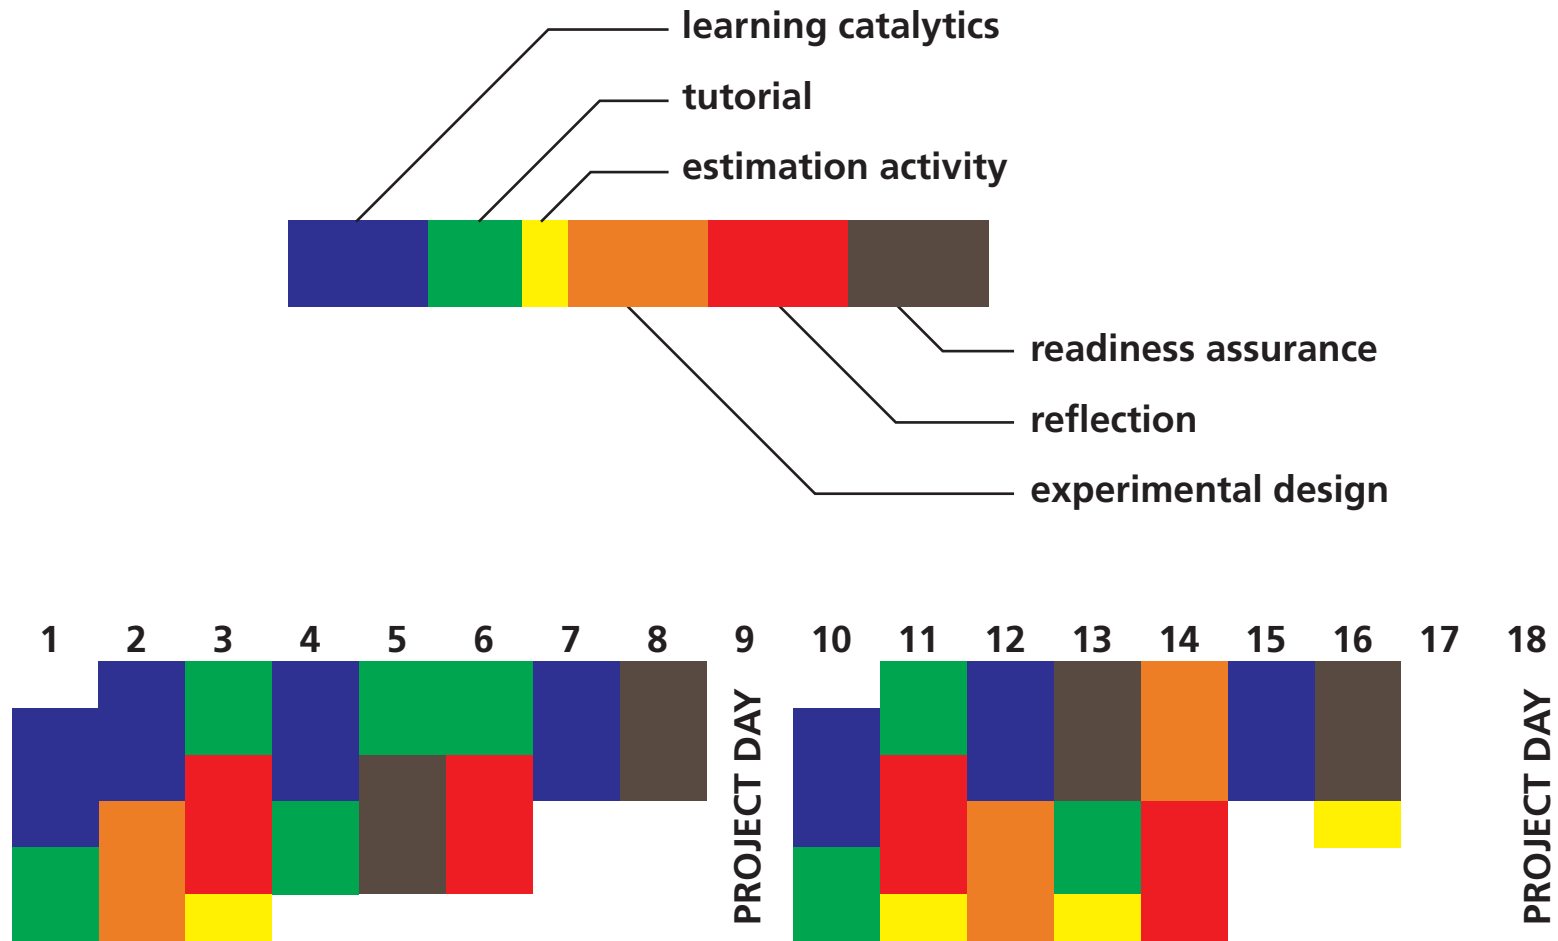 learning catalytics
tutorial
estimation activity
readiness assurance
reflection
experimental design
1 2 3 4 5 6 7 8 9 10 11 12 13 14 15 16 17 18
PROJECT DAY
PROJECT DAY